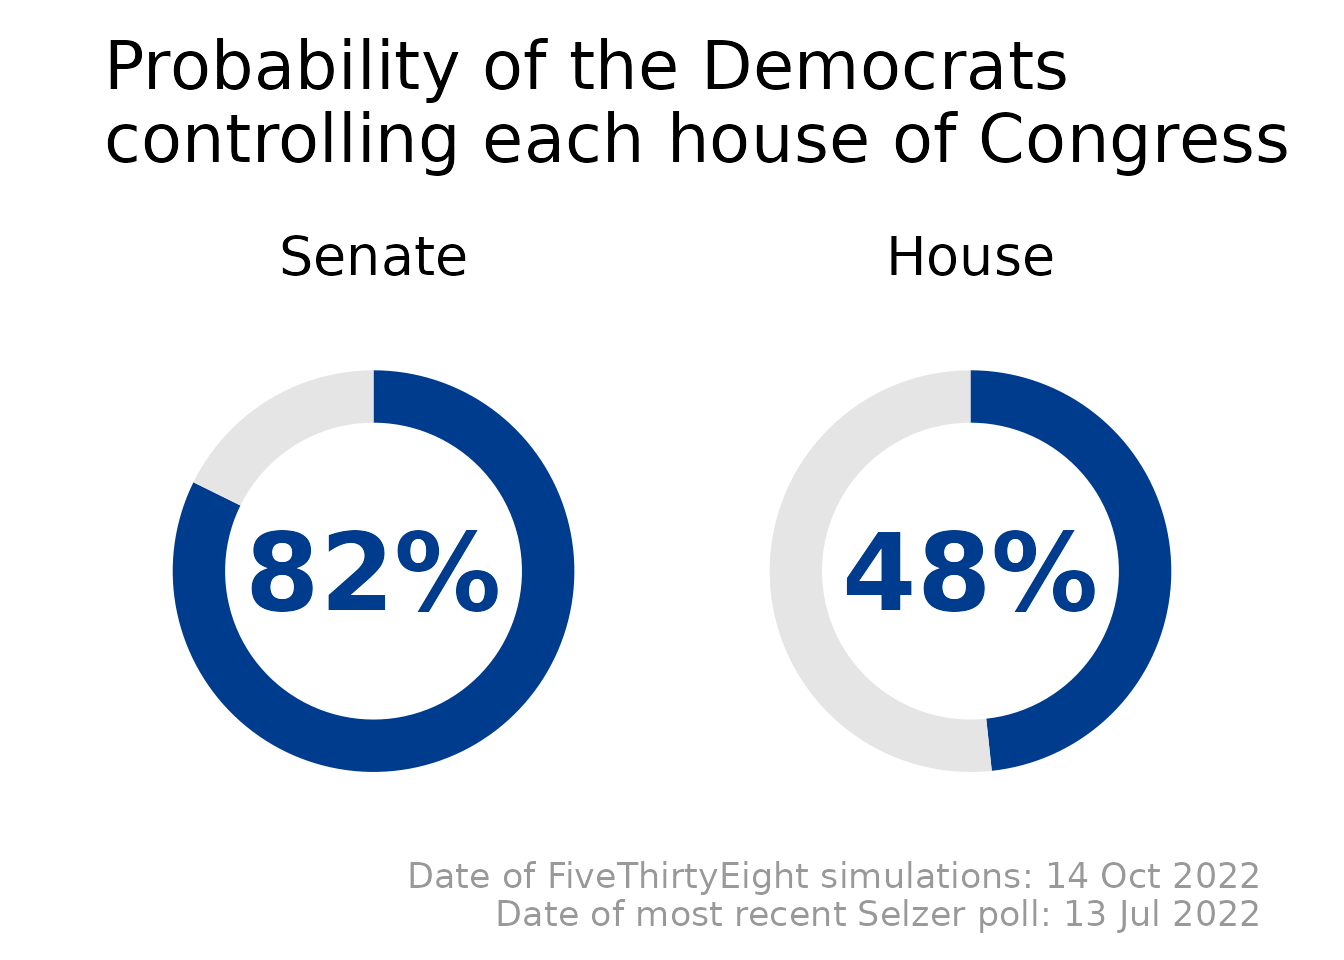 Probability of the Democrats
controlling each house of Congress
Senate
House
82%
48%
Date of FiveThirtyEight simulations: 14 Oct 2022
Date of most recent Selzer poll: 13 Jul 2022